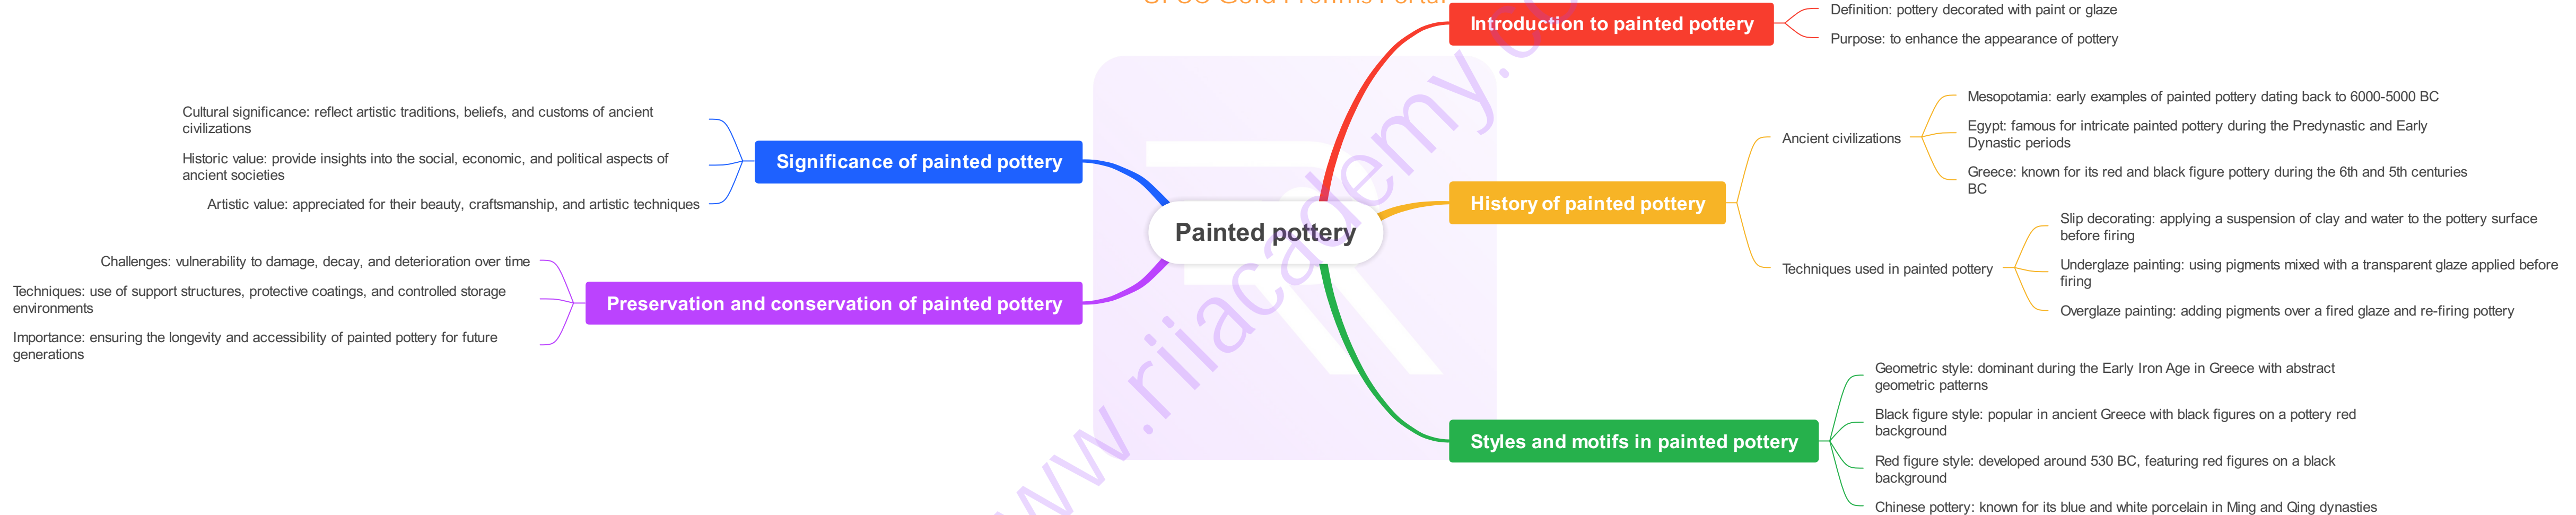 Painted pottery
Introduction to painted pottery
Definition: pottery decorated with paint or glaze
Purpose: to enhance the appearance of pottery
History of painted pottery
Ancient civilizations
Mesopotamia: early examples of painted pottery dating back to 6000-5000 BC
Egypt: famous for intricate painted pottery during the Predynastic and Early
Dynastic periods
Greece: known for its red and black figure pottery during the 6th and 5th centuries
BC
Techniques used in painted pottery
Slip decorating: applying a suspension of clay and water to the pottery surface
before firing
Underglaze painting: using pigments mixed with a transparent glaze applied before
firing
Overglaze painting: adding pigments over a fired glaze and re-firing pottery
Styles and motifs in painted pottery
Geometric style: dominant during the Early Iron Age in Greece with abstract
geometric patterns
Black figure style: popular in ancient Greece with black figures on a pottery red
background
Red figure style: developed around 530 BC, featuring red figures on a black
background
Chinese pottery: known for its blue and white porcelain in Ming and Qing dynasties
Significance of painted pottery
Cultural significance: reflect artistic traditions, beliefs, and customs of ancient
civilizations
Historic value: provide insights into the social, economic, and political aspects of
ancient societies
Artistic value: appreciated for their beauty, craftsmanship, and artistic techniques
Preservation and conservation of painted pottery
Challenges: vulnerability to damage, decay, and deterioration over time
Techniques: use of support structures, protective coatings, and controlled storage
environments
Importance: ensuring the longevity and accessibility of painted pottery for future
generations